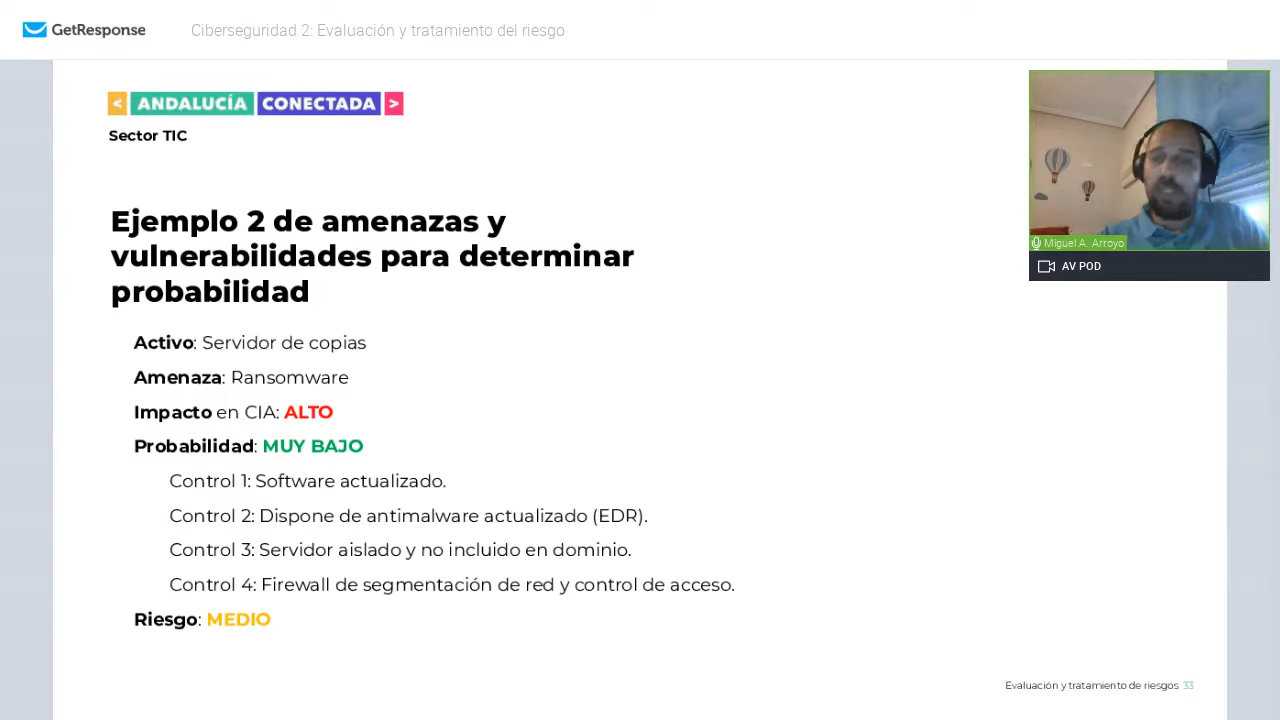 GetResponse
Ciberseguridad 2: Evaluación y tratamiento del riesgo
< ANDALUCÍA CONECTADA >
Sector TIC
Miguel A. Arroyo
AV POD
Ejemplo 2 de amenazas y
vulnerabilidades para determinar
probabilidad
Activo: Servidor de copias
Amenaza: Ransomware
Impacto en CIA: ALTO
Probabilidad: MUY BAJO
Control 1: Software actualizado.
Control 2: Dispone de antimalware actualizado (EDR).
Control 3: Servidor aislado y no incluido en dominio.
Control 4: Firewall de segmentación de red y control de acceso.
Riesgo: MEDIO
Evaluación y tratamiento de riesgos 33